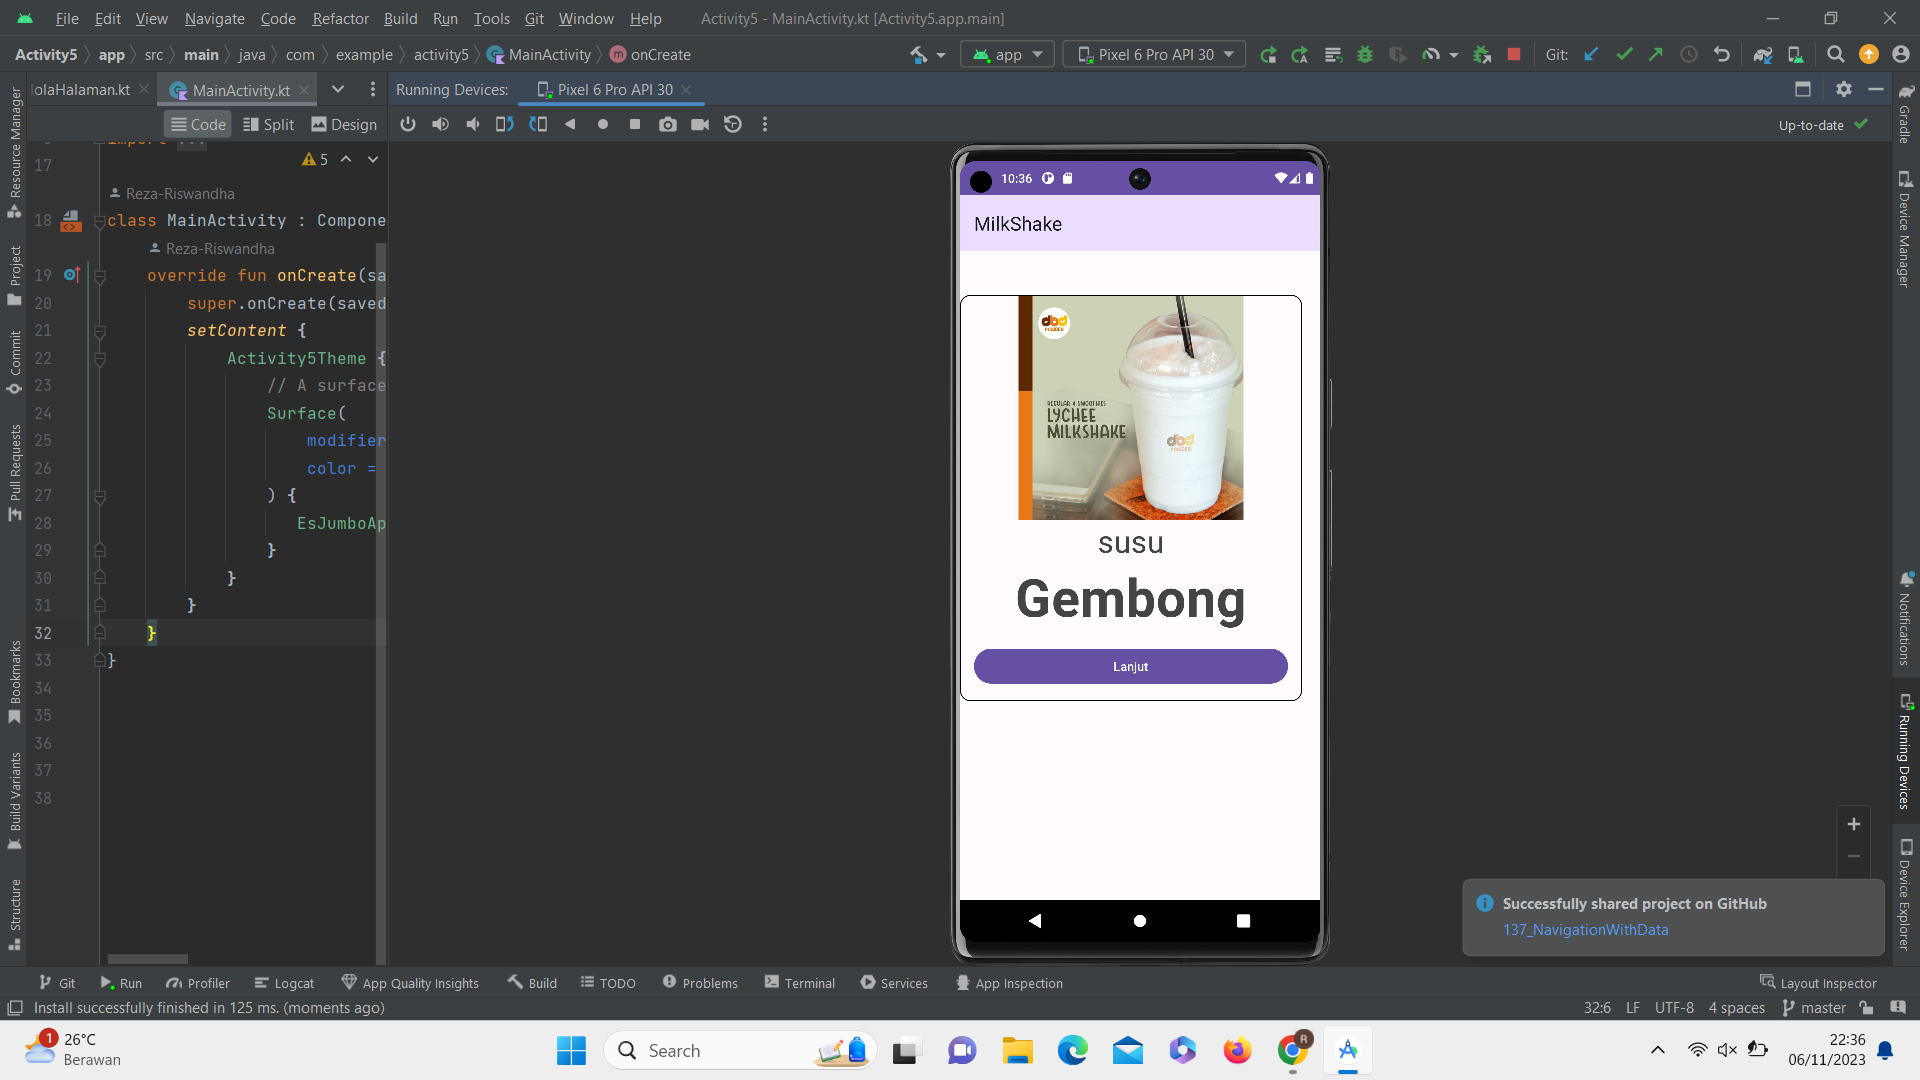 File Edit View Navigate Code Refactor Build Run Tools Git Window Help Activity5 - MainActivity.kt [Activity5.app.main]
Activity5 app src main java com example activity5 MainActivity onCreate app Pixel 6 Pro API 30 Git:
lolaHalaman.kt MainActivity.kt Running Devices: Pixel 6 Pro API 30
Code Split Design Up-to-date
import ...
5
17
Reza-Riswandha
18 class MainActivity : Compone
Reza-Riswandha
19 override fun onCreate(sa
20 super.onCreate(saved
21 setContent {
22 Activity5Theme {
23 // A surface
24 Surface(
25 modifier
26 color =
27 ) {
28 EsJumboAp
29 }
30 }
31 }
32 }
33 }
34
35
36
37
38
Resource Manager
Project
Commit
Pull Requests
Bookmarks
Build Variants
Structure
10:36
MilkShake
dbd
POWDER
REGULAR & SMOOTHIES
LYCHEE
MILKSHAKE
dbd
POWDER
susu
Gembong
Lanjut
Gradle
Device Manager
Notifications
Running Devices
Device Explorer
Successfully shared project on GitHub
137_NavigationWithData
Git Run Profiler Logcat App Quality Insights Build TODO Problems Terminal Services App Inspection Layout Inspector
Install successfully finished in 125 ms. (moments ago) 32:6 LF UTF-8 4 spaces master
1
26°C
Berawan
Search
R
22:36
06/11/2023